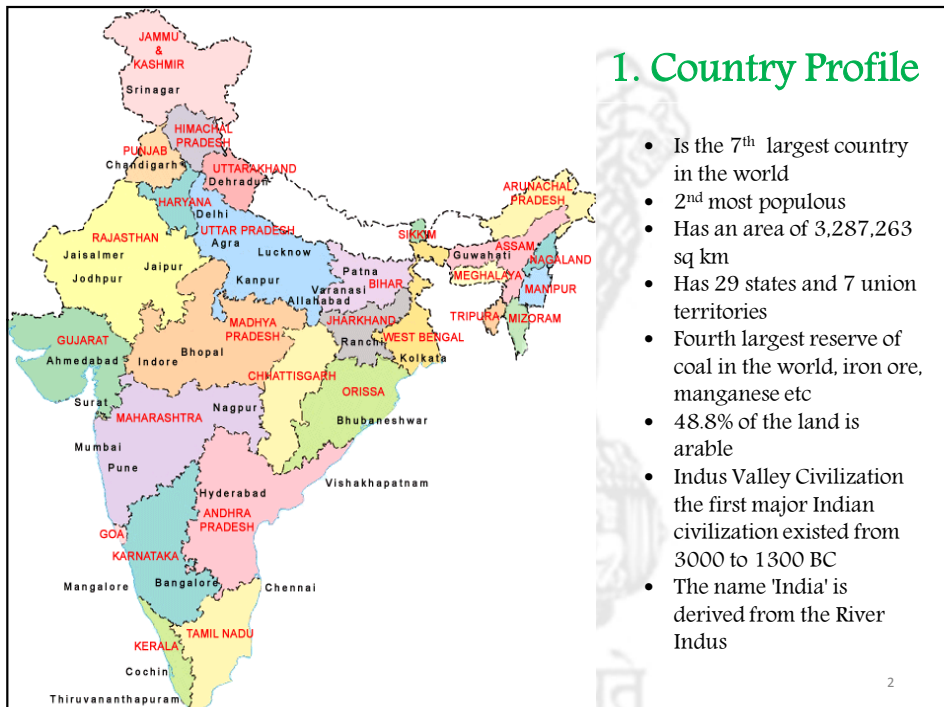 JAMMU
&
KASHMIR
Srinagar
HIMACHAL
PRADESH
PUNJAB
Chandigarh
UTTARAKHAND
Dehradun
HARYANA
Delhi
UTTAR PRADESH
Agra
Lucknow
RAJASTHAN
Jaisalmer
Jaipur
Jodhpur
Kanpur
Allahabad
Varanasi
Patna
BIHAR
SIKKIM
ARUNACHAL
PRADESH
ASSAM
Guwahati
NAGALAND
MEGHALAYA
MANIPUR
TRIPURA
MIZORAM
GUJARAT
Ahmedabad
Surat
MADHYA
PRADESH
Bhopal
Indore
JHARKHAND
Ranchi
WEST BENGAL
Kolkata
CHHATTISGARH
ORISSA
Bhubaneshwar
MAHARASHTRA
Nagpur
Mumbai
Pune
Vishakhapatnam
Hyderabad
ANDHRA
PRADESH
GOA
KARNATAKA
Mangalore
Bangalore
Chennai
TAMIL NADU
KERALA
Cochin
Thiruvananthapuram
1. Country Profile
• Is the 7th largest country
in the world
• 2nd most populous
• Has an area of 3,287,263
sq km
• Has 29 states and 7 union
territories
• Fourth largest reserve of
coal in the world, iron ore,
manganese etc
• 48.8% of the land is
arable
• Indus Valley Civilization
the first major Indian
civilization existed from
3000 to 1300 BC
• The name 'India' is
derived from the River
Indus
2